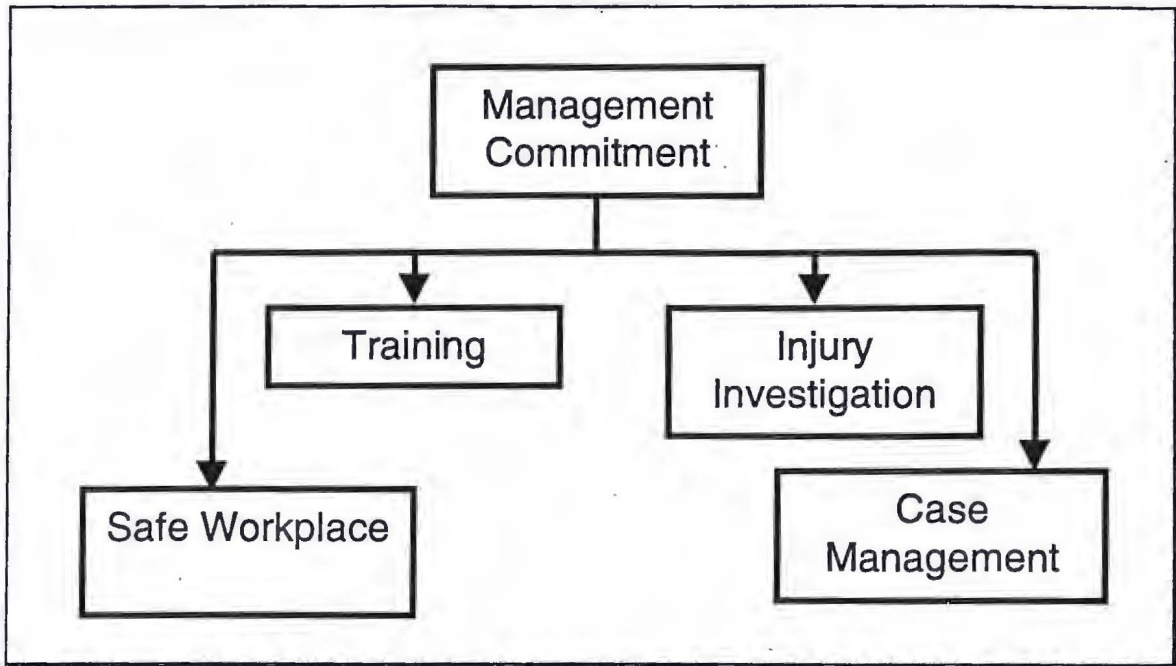 Management
Commitment
Training
Injury
Investigation
Safe Workplace
Case
Management